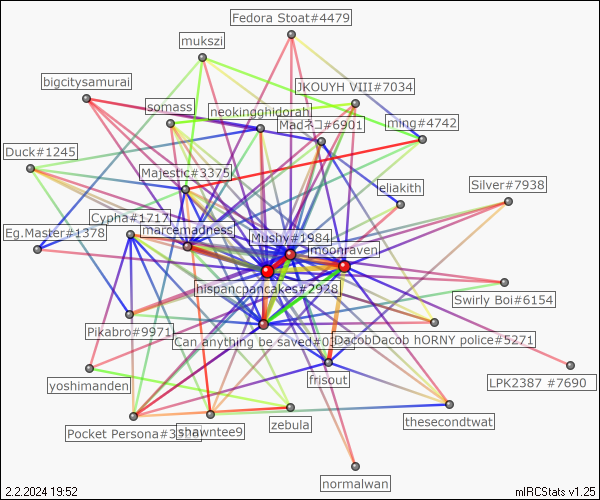 Fedora Stoat#4479
mukszi
bigcitysamurai
JKOUYH VIII#7034
somass
neokingghidorah
Madネコ#6901
ming#4742
Duck#1245
Majestic#3375
eliakith
Silver#7938
Cypha#1717
Eg.Master#1378
marcemadness
Mushy#1984
moonraven
hispancpancakes#2928
Swirly Boi#6154
Pikabro#9971
Can anything be saved#0
DacobDacob hORNY police#5271
yoshimanden
frisout
LPK2387 #7690
Pocket Persona#3
shawntee9
zebula
thesecondtwat
normalwan
2.2.2024 19:52
mIRCStats v1.25